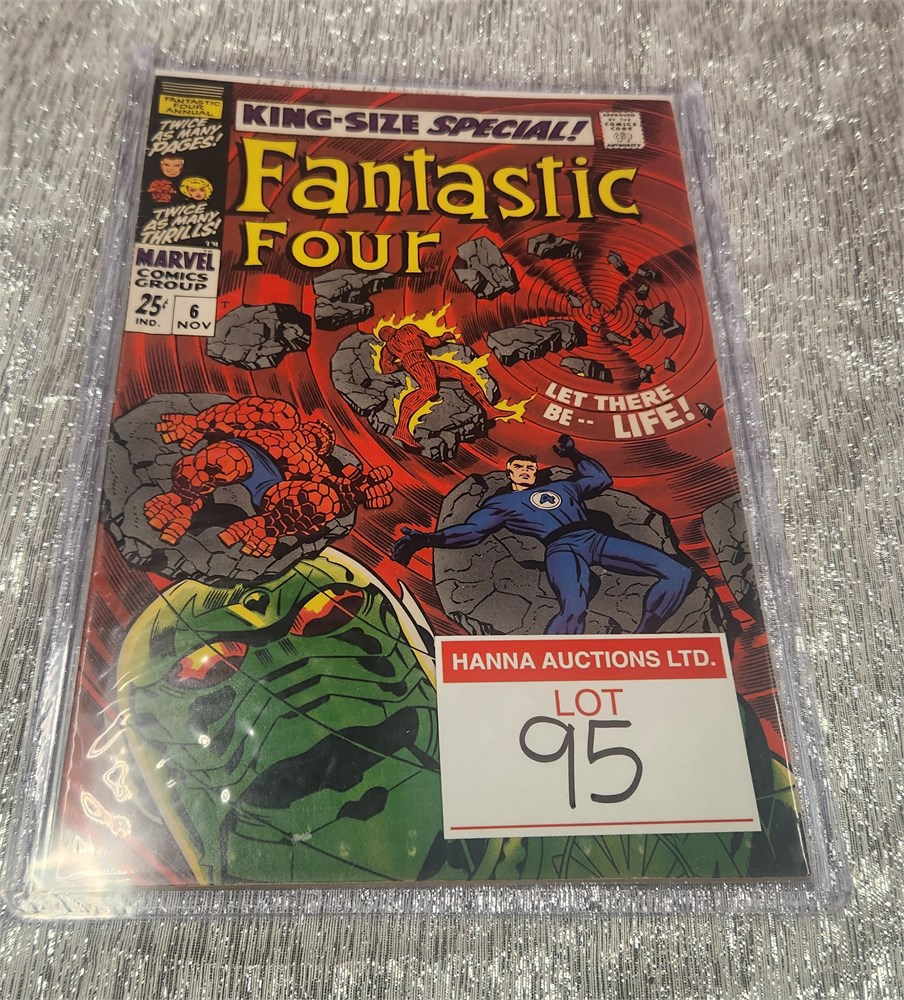 FANTASTIC
FOUR ANNUAL
TWICE
AS MANY
PAGES!
TWICE
AS MANY
THRILLS!
TM
MARVEL
COMICS
GROUP
25¢
IND.
6
NOV
KING-SIZE SPECIAL!
APPROVED
BY THE
COMICS
CODE
AUTHORITY
Fantastic
Four
LET THERE
BE-- LIFE!
4
HANNA AUCTIONS LTD.
LOT
95